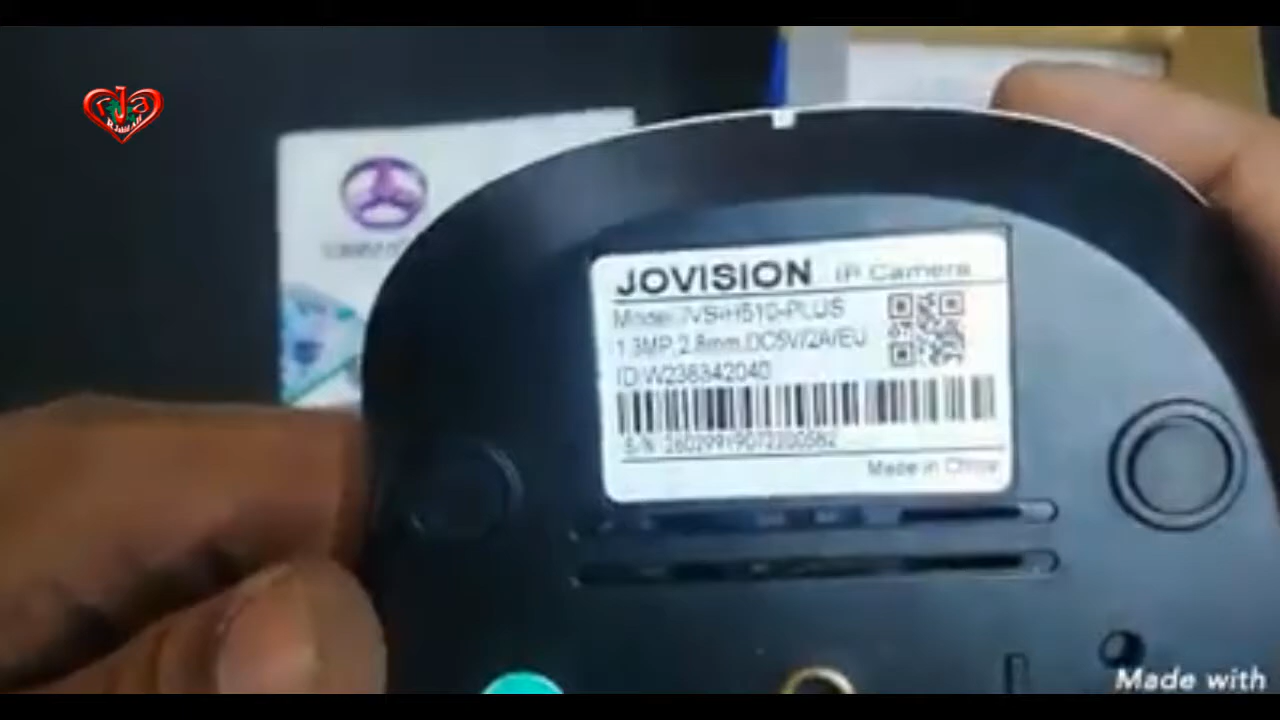 JOVISION IP Camera
Model:JVS-H510-PLUS
1.3MP,2.8mm,DC5V/2A/EU
ID:W238342040
S/N:
Made in China
Made with